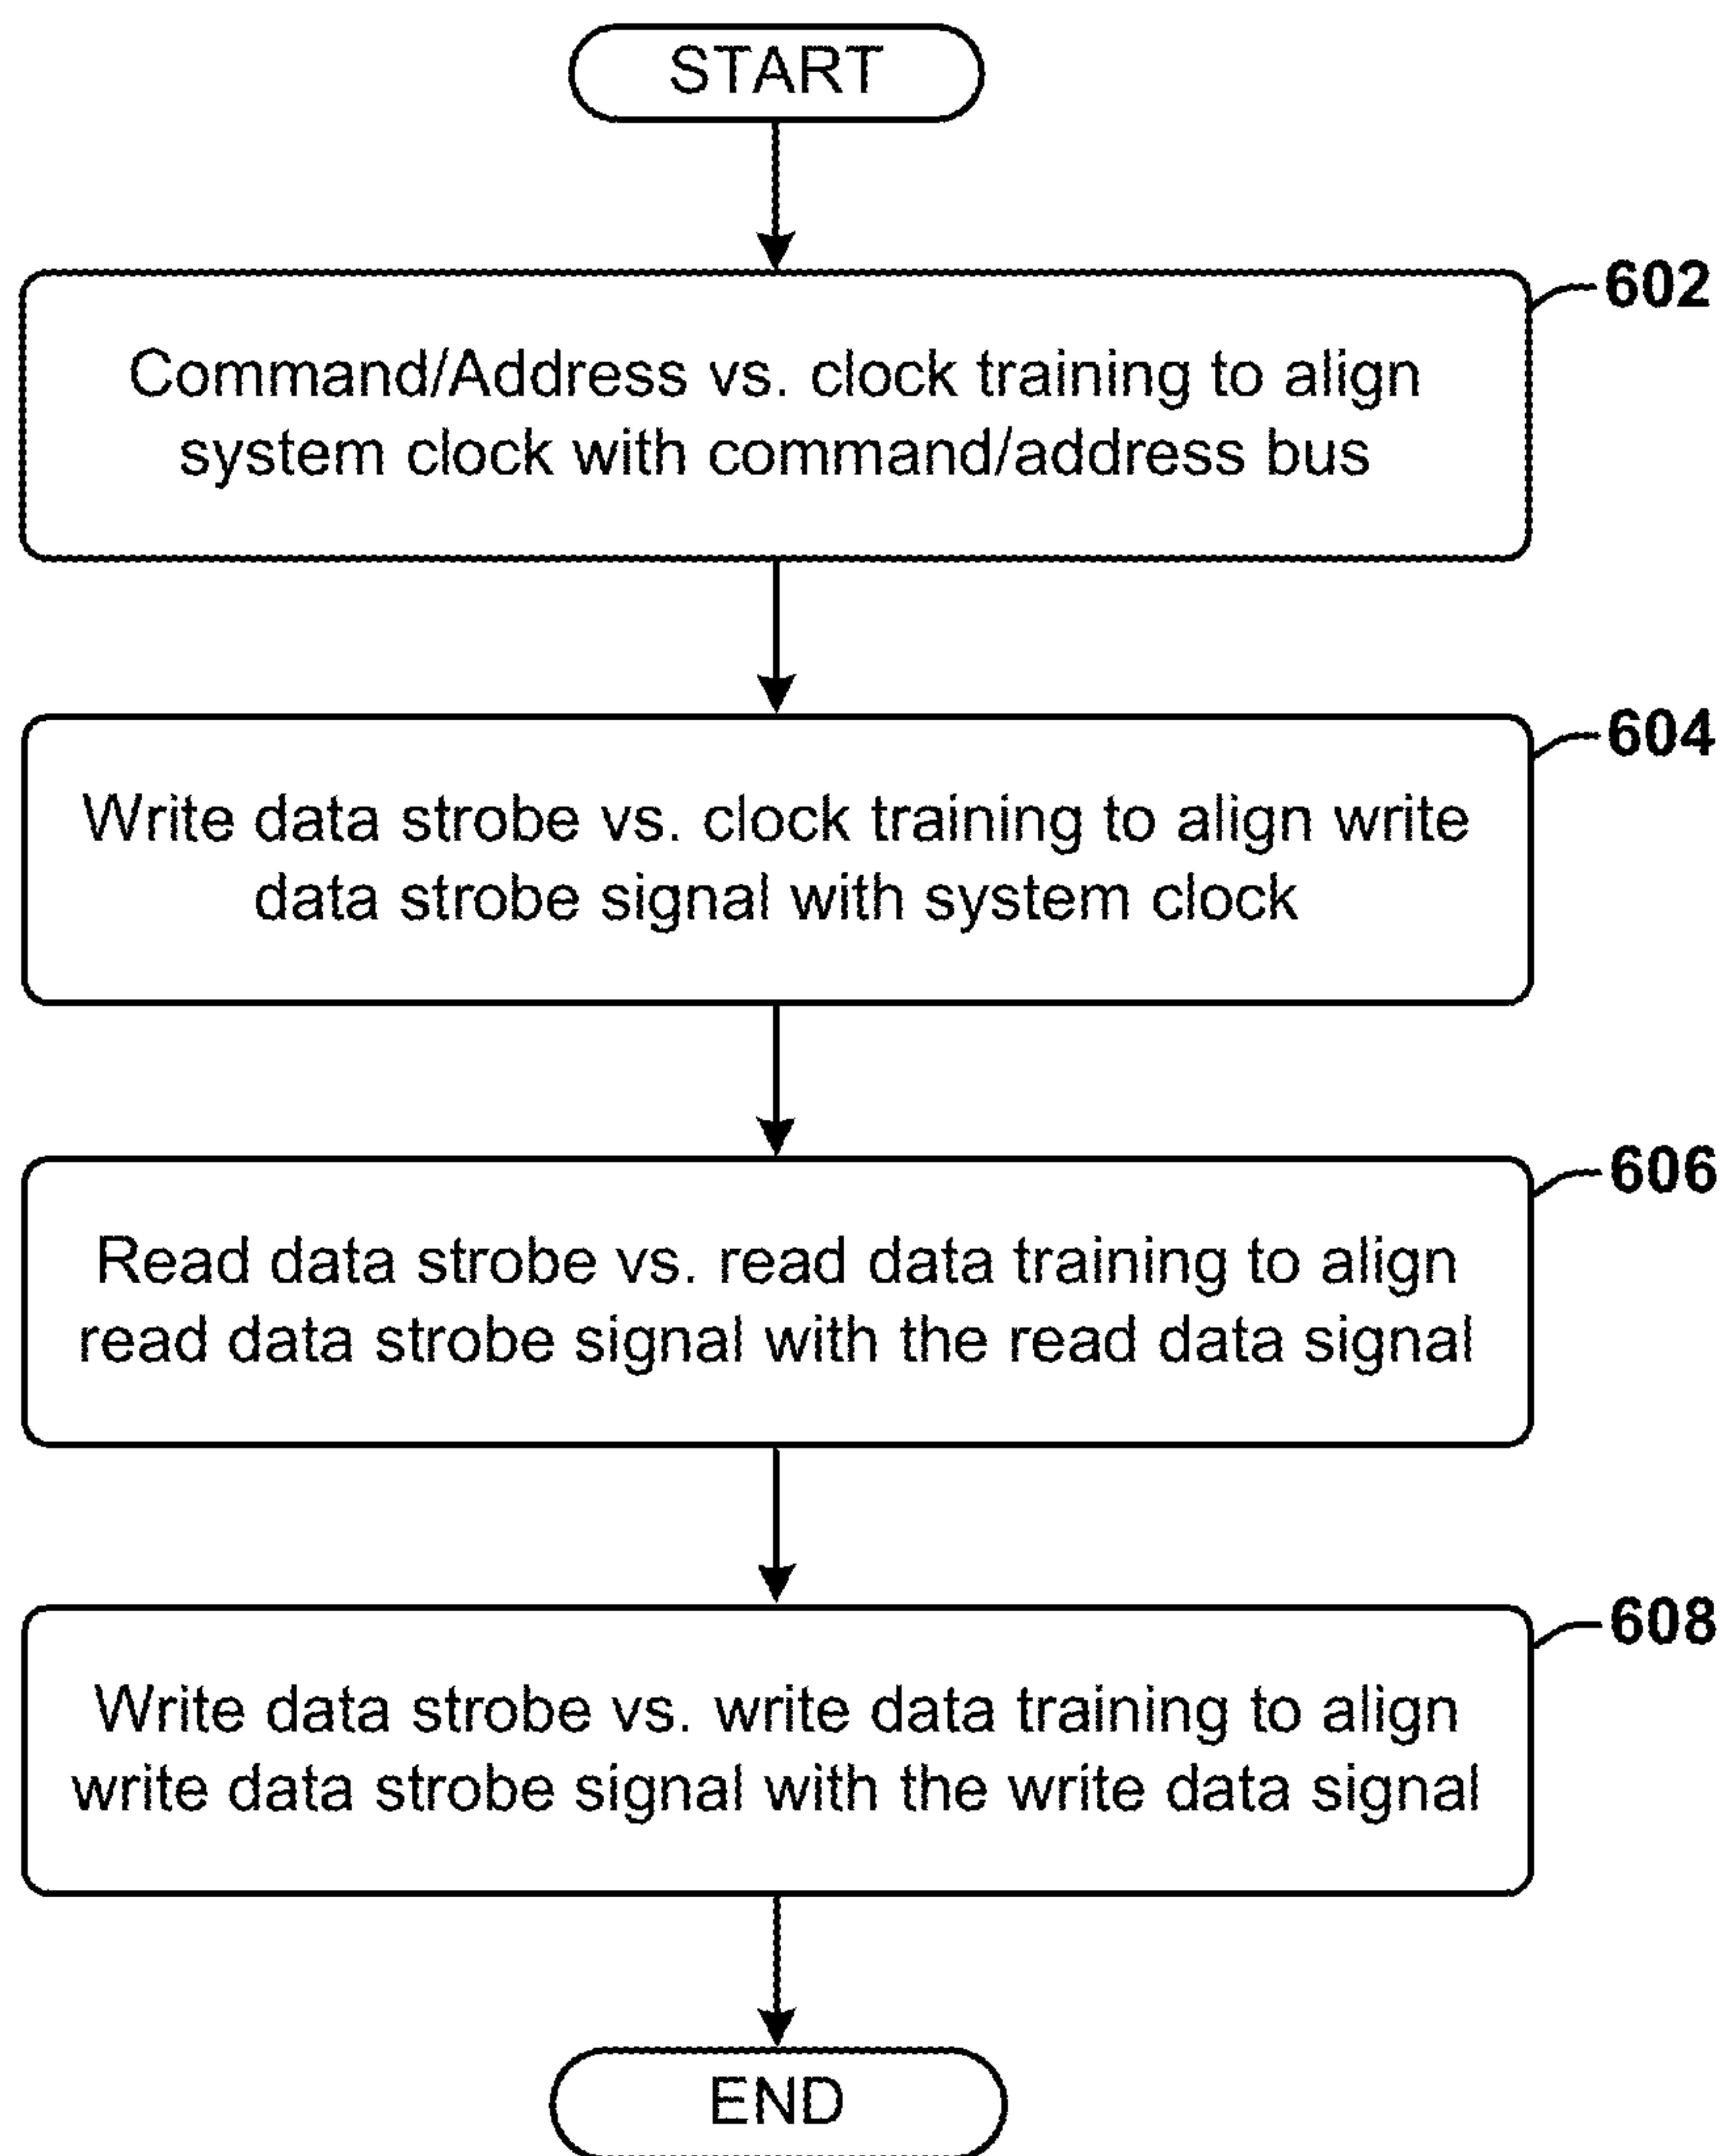 START
602
Command/Address vs. clock training to align
system clock with command/address bus
604
Write data strobe vs. clock training to align write
data strobe signal with system clock
606
Read data strobe vs. read data training to align
read data strobe signal with the read data signal
608
Write data strobe vs. write data training to align
write data strobe signal with the write data signal
END